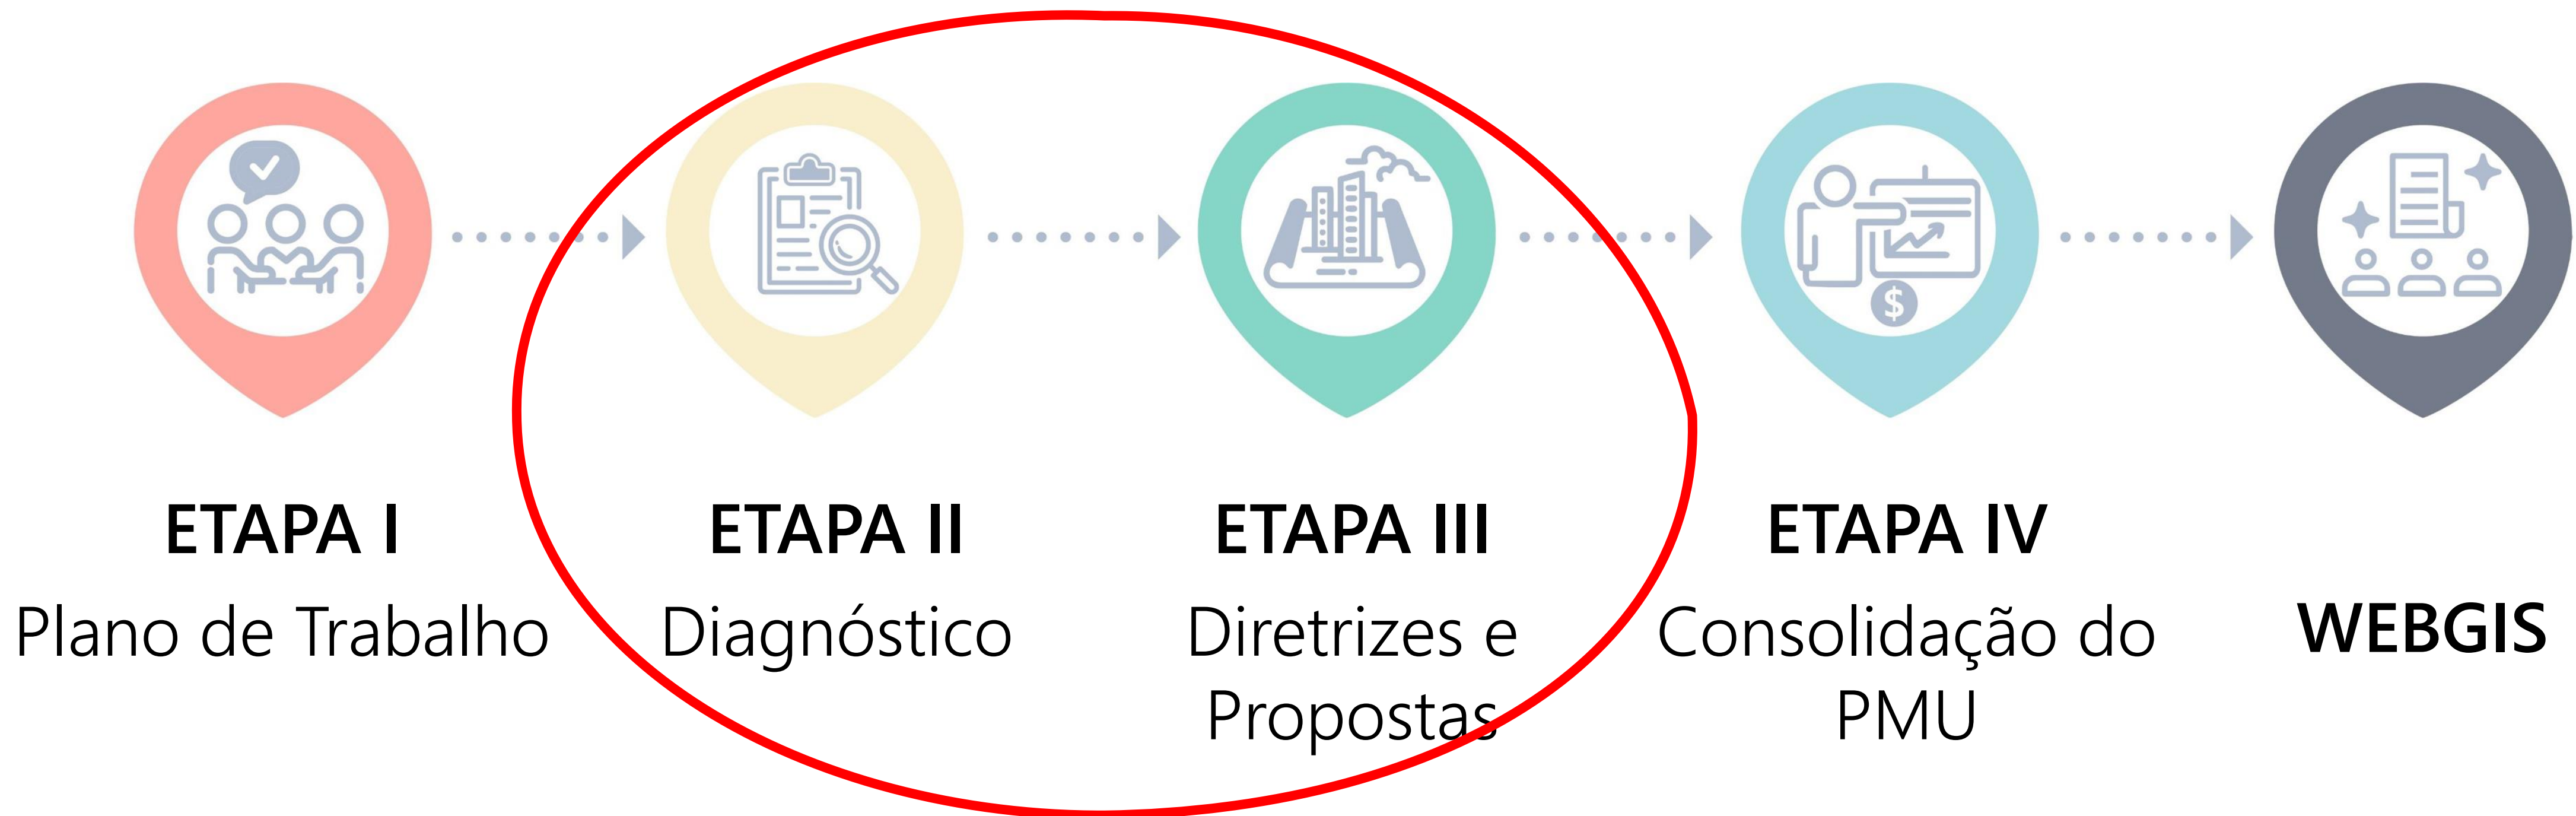 ETAPA I
Plano de Trabalho
ETAPA II
Diagnóstico
ETAPA III
Diretrizes e
Propostas
$
ETAPA IV
Consolidação do
PMU
WEBGIS